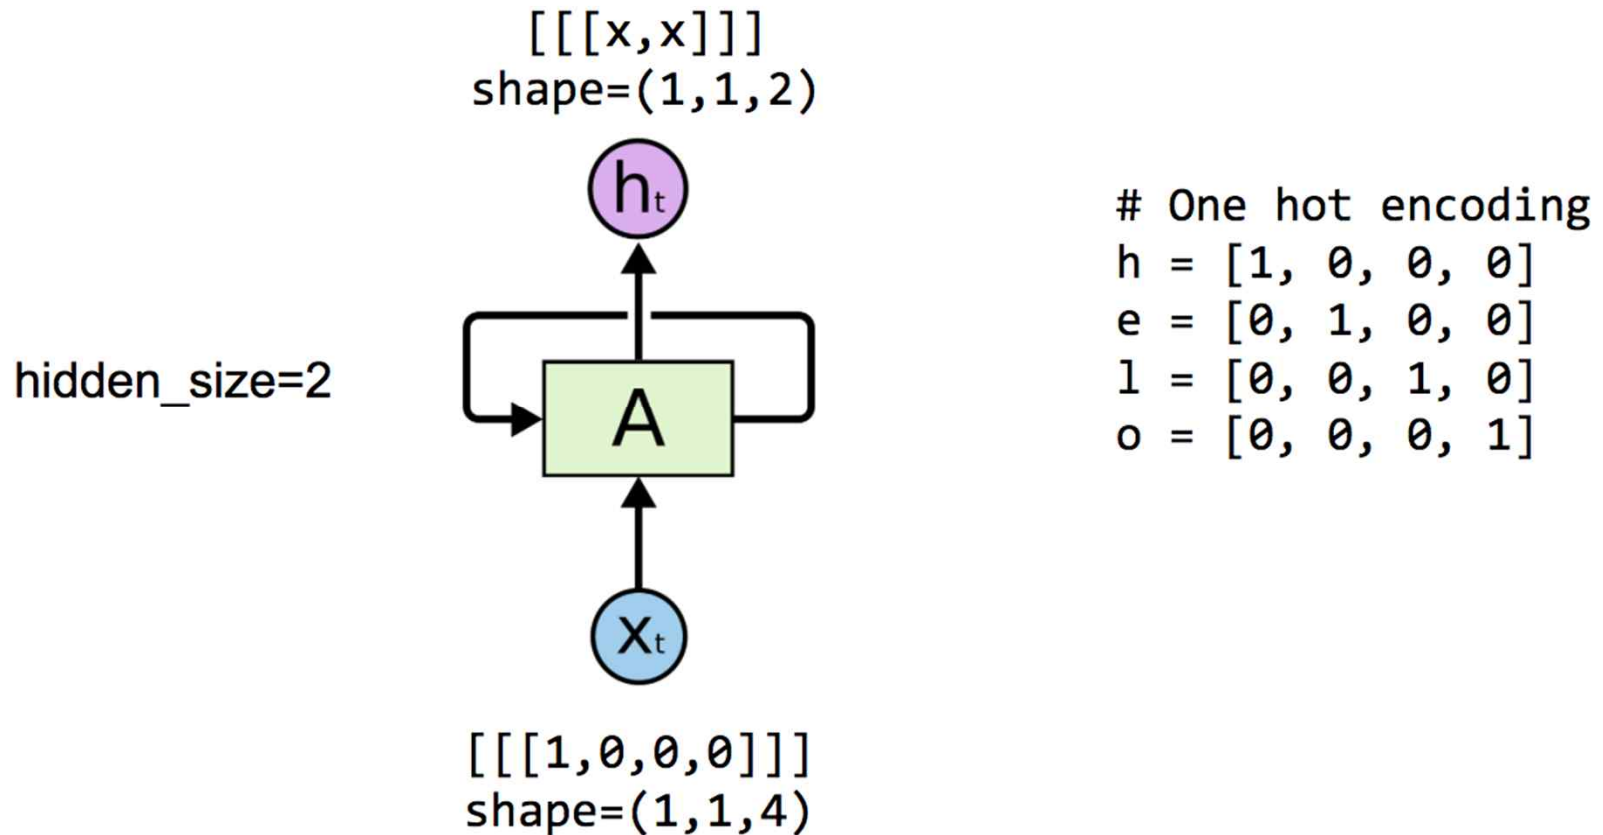 [[[x,x]]]
shape=(1,1,2)
ht
# One hot encoding
h = [1, 0, 0, 0]
e = [0, 1, 0, 0]
l = [0, 0, 1, 0]
o = [0, 0, 0, 1]
hidden_size=2
A
xt
[[[1,0,0,0]]]
shape=(1,1,4)